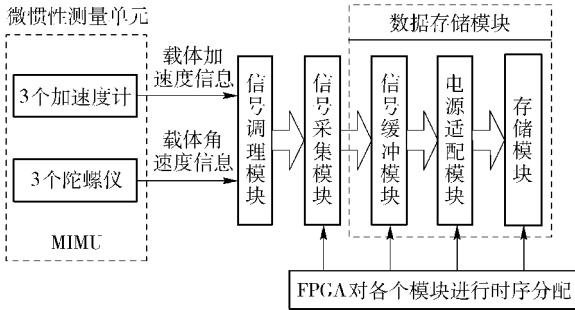 微惯性测量单元
数据存储模块
载体加
速度信息
3个加速度计
载体角
速度信息
3个陀螺仪
MIMU
信号调理模块
信号采集模块
信号缓冲模块
电源适配模块
存储模块
FPGA对各个模块进行时序分配